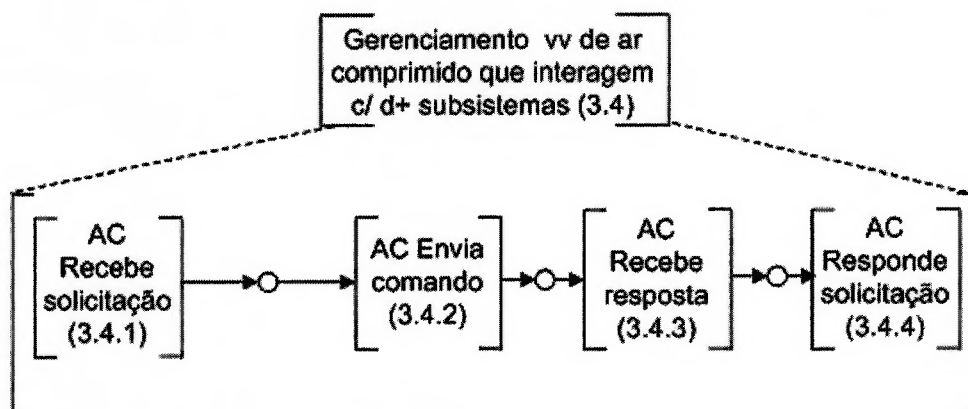 Gerenciamento vv de ar
comprimido que interagem
c/ d+ subsistemas (3.4)
AC
Recebe
solicitação
(3.4.1)
AC Envia
comando
(3.4.2)
AC
Recebe
resposta
(3.4.3)
AC
Responde
solicitação
(3.4.4)